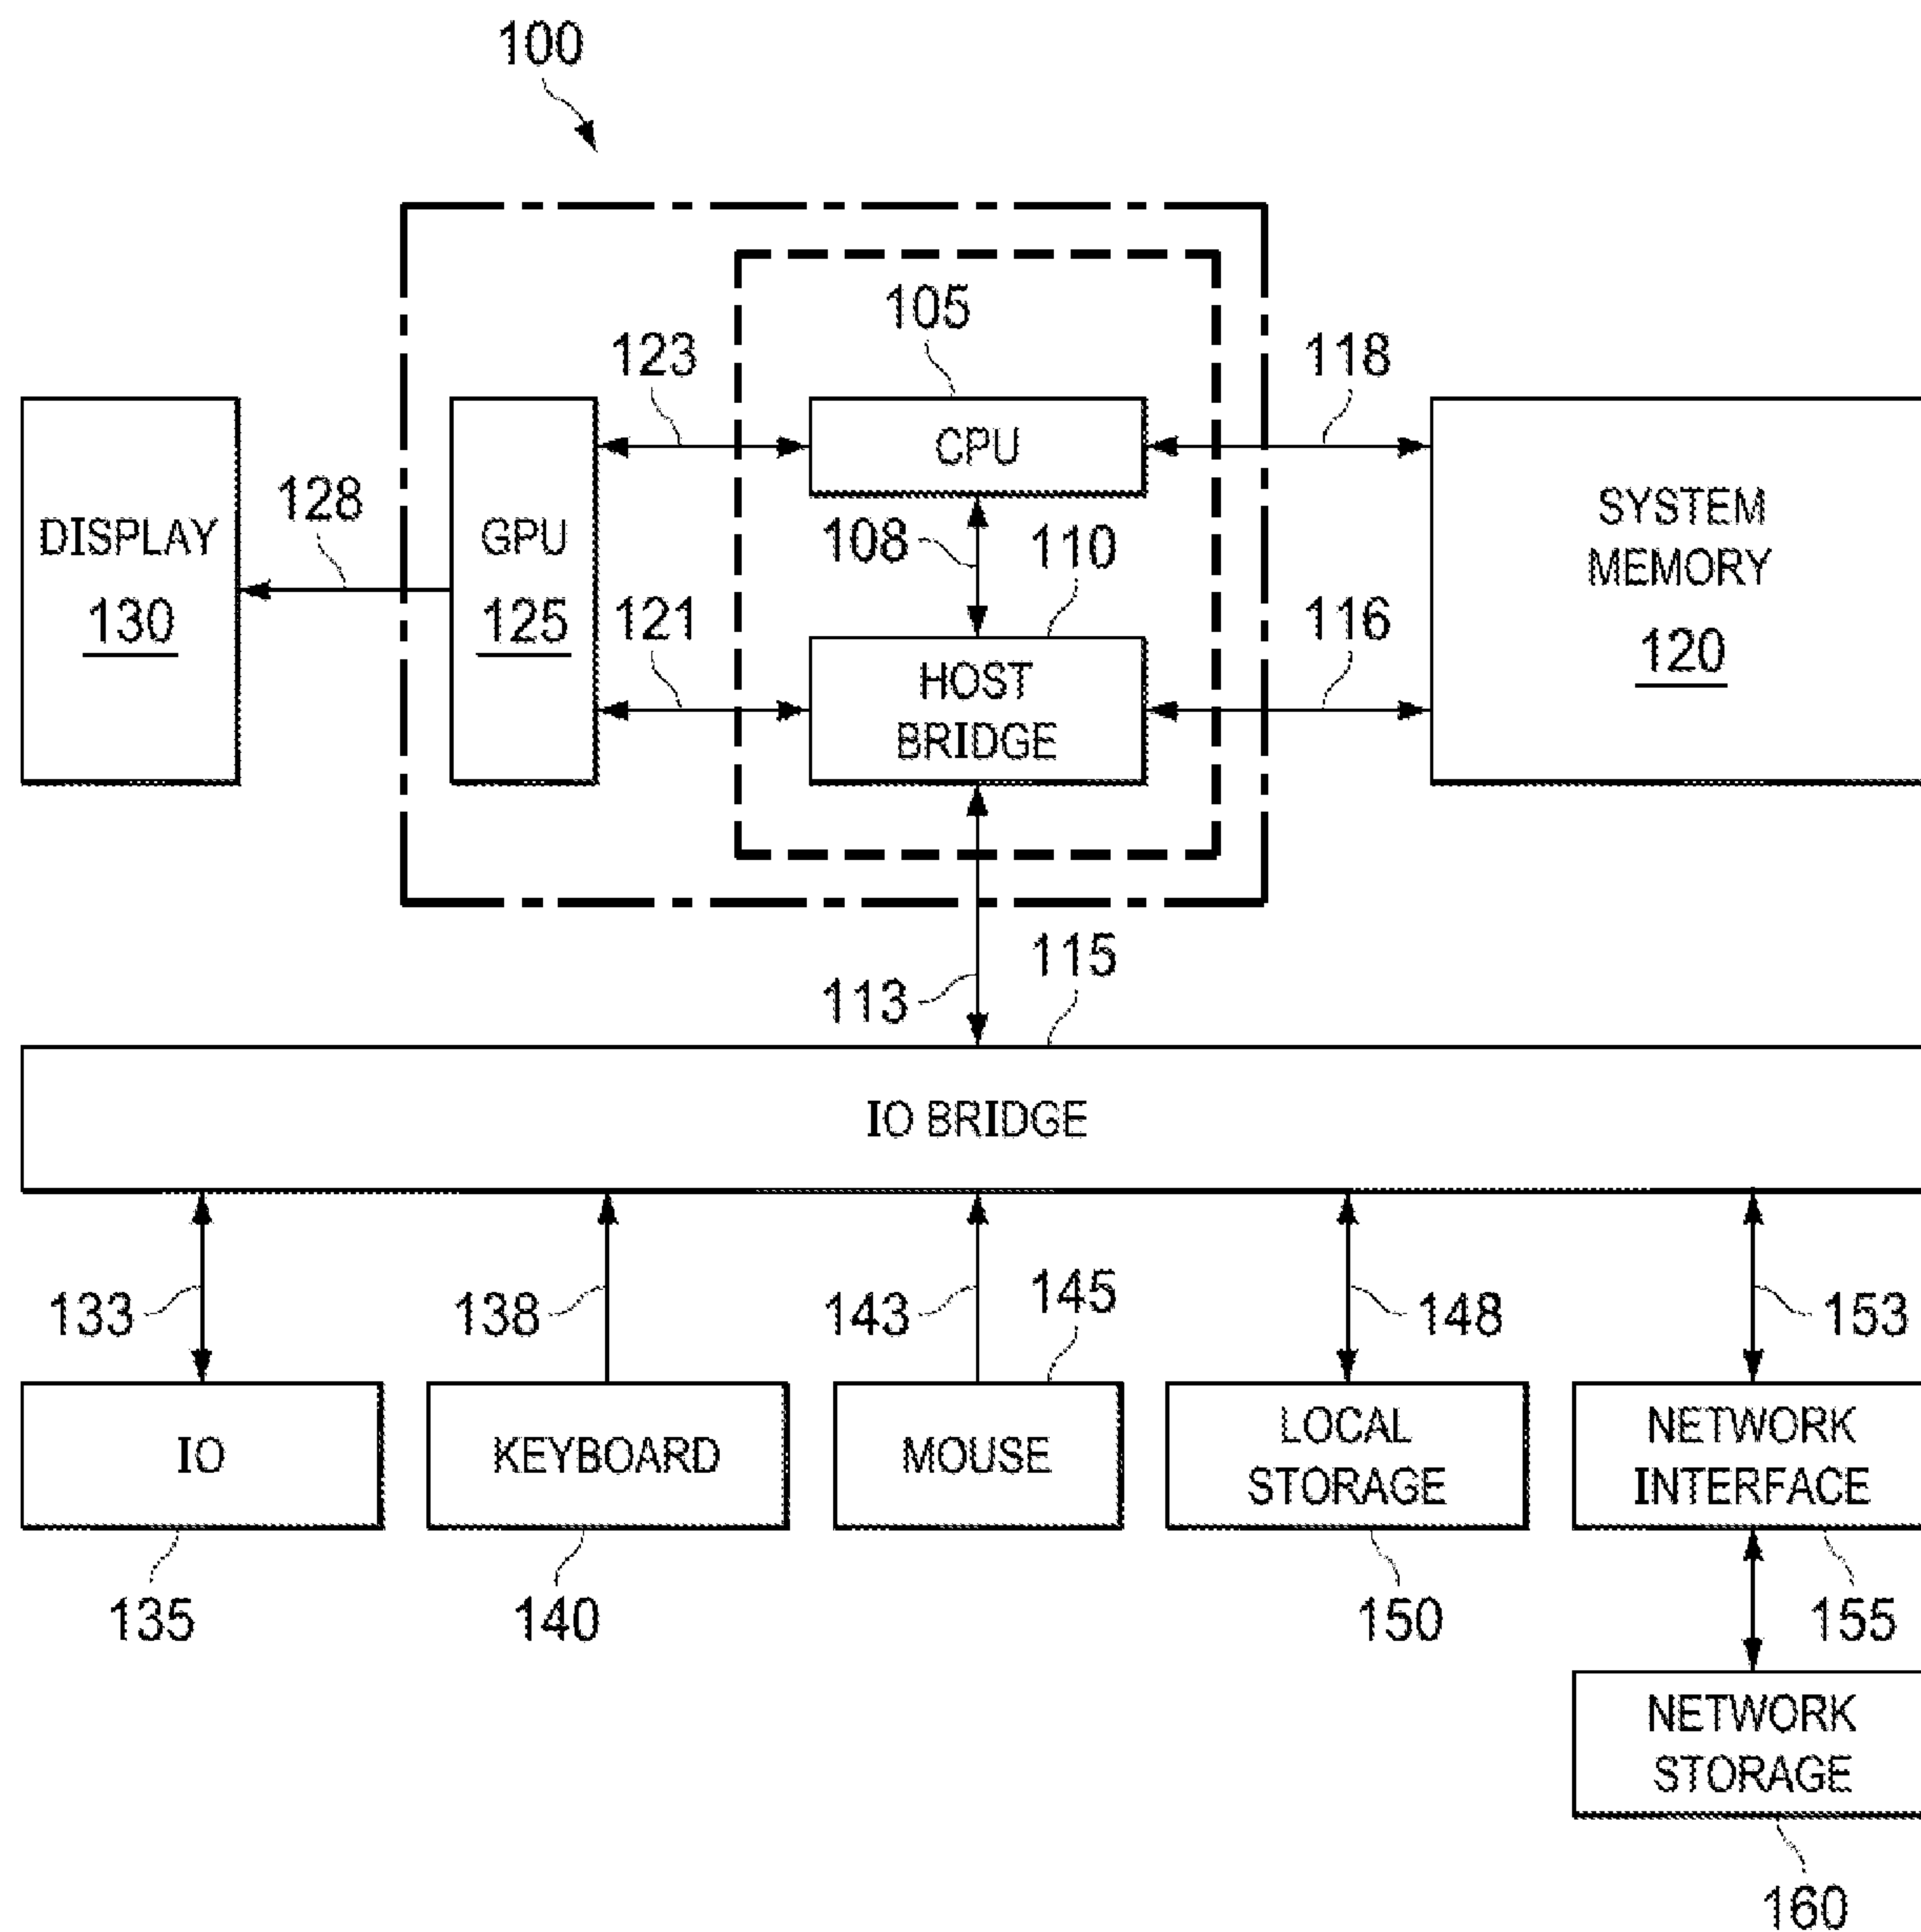 100
105
123
118
CPU
128
DISPLAY
130
GPU
125
108
110
SYSTEM
MEMORY
120
121
116
HOST
BRIDGE
115
113
IO BRIDGE
133
138
143
145
148
153
IO
KEYBOARD
MOUSE
LOCAL
STORAGE
NETWORK
INTERFACE
135
140
150
155
NETWORK
STORAGE
160